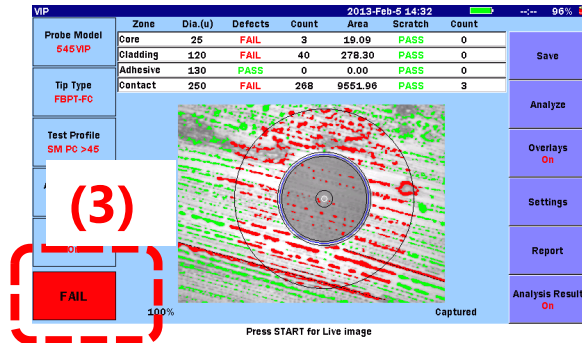 VIP 2013-Feb-5 14:32 --:-- 96%
Probe Model
545 VIP
Tip Type
FBPT-FC
Test Profile
SM PC >45
Zone Dia.(u) Defects Count Area Scratch Count
Core 25 FAIL 3 19.09 PASS 0
Cladding 120 FAIL 40 278.30 PASS 0
Adhesive 130 PASS 0 0.00 PASS 0
Contact 250 FAIL 268 9551.96 PASS 3
(3)
FAIL
100% Captured
Save
Analyze
Overlays
On
Settings
Report
Analysis Result
On
Press START for Live image